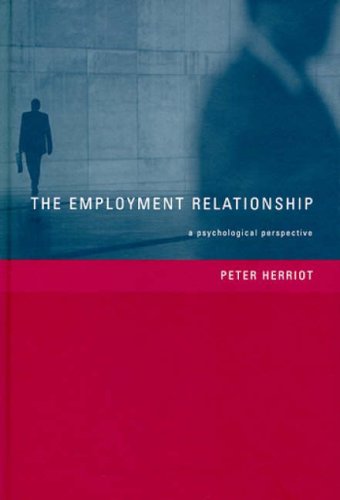 THE EMPLOYMENT RELATIONSHIP
a psychological perspective
PETER HERRIOT